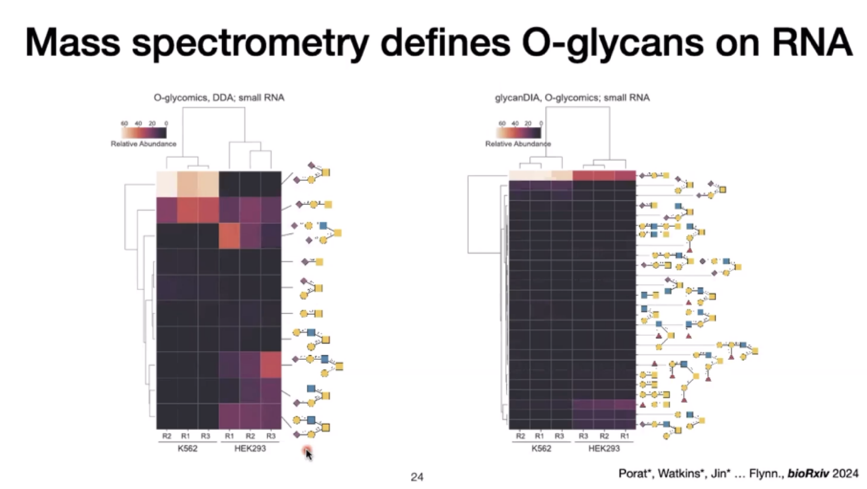 Mass spectrometry defines O-glycans on RNA
O-glycomics, DDA; small RNA
60 40 20 0
Relative Abundance
R2 R1 R3 R1 R2 R3
K562 HEK293
glycanDIA, O-glycomics; small RNA
60 40 20 0
Relative Abundance
R2 R1 R3 R3 R2 R1
K562 HEK293
24
Porat*, Watkins*, Jin* ... Flynn., bioRxiv 2024